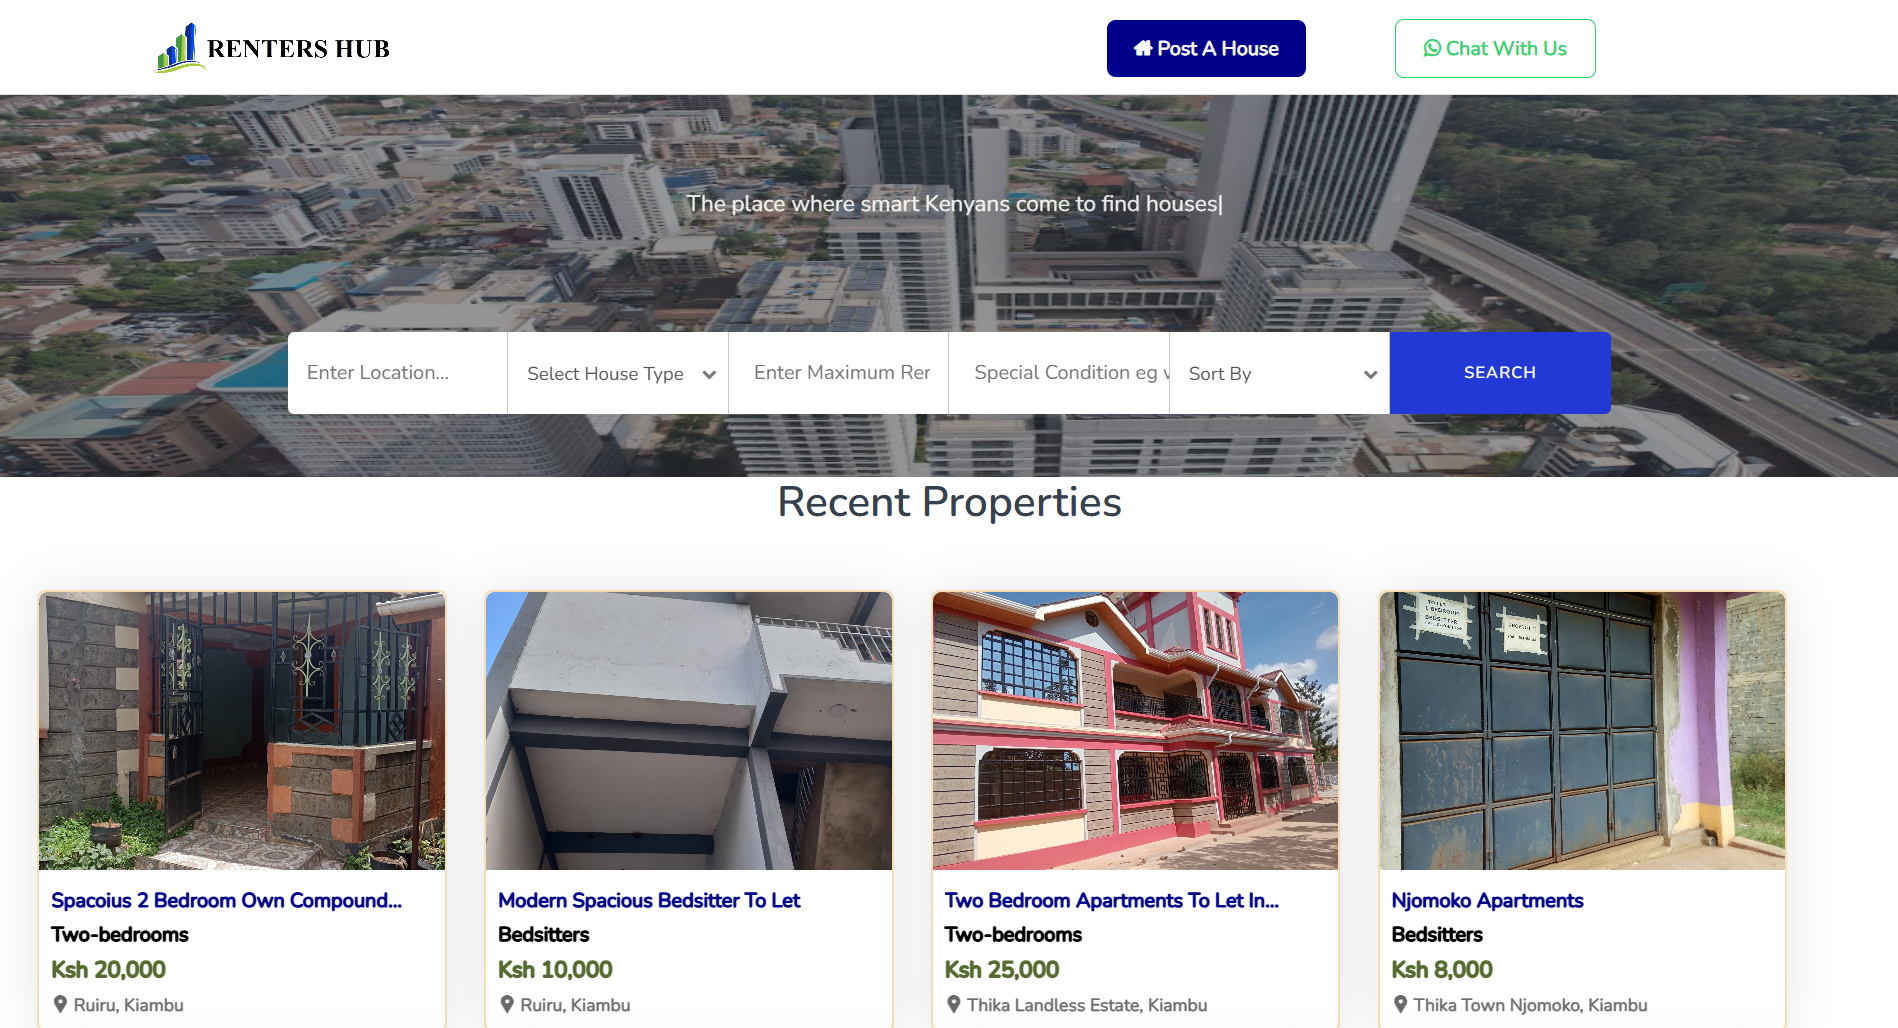 RENTERS HUB
Post A House
Chat With Us
The place where smart Kenyans come to find houses|
Enter Location...
Select House Type
Enter Maximum Rer
Special Condition eg w
Sort By
SEARCH
Recent Properties
TO LET
BEDROOM
BEDSITTER
Spacoius 2 Bedroom Own Compound...
Two-bedrooms
Ksh 20,000
Ruiru, Kiambu
Modern Spacious Bedsitter To Let
Bedsitters
Ksh 10,000
Ruiru, Kiambu
Two Bedroom Apartments To Let In...
Two-bedrooms
Ksh 25,000
Thika Landless Estate, Kiambu
Njomoko Apartments
Bedsitters
Ksh 8,000
Thika Town Njomoko, Kiambu